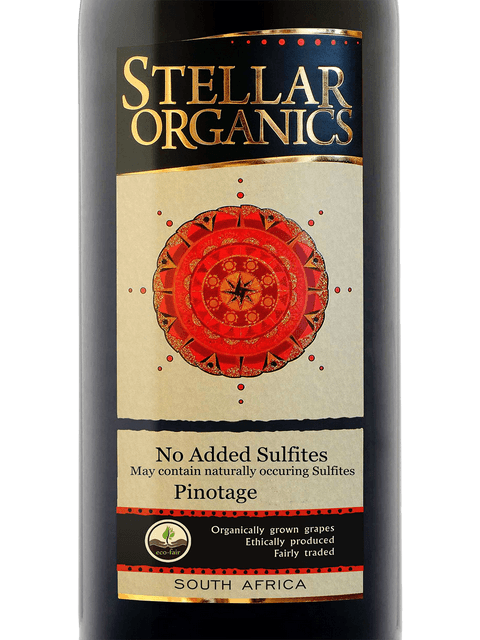 STELLAR
ORGANICS
No Added Sulfites
May contain naturally occuring Sulfites
Pinotage
eco-fair
Organically grown grapes
Ethically produced
Fairly traded
SOUTH AFRICA